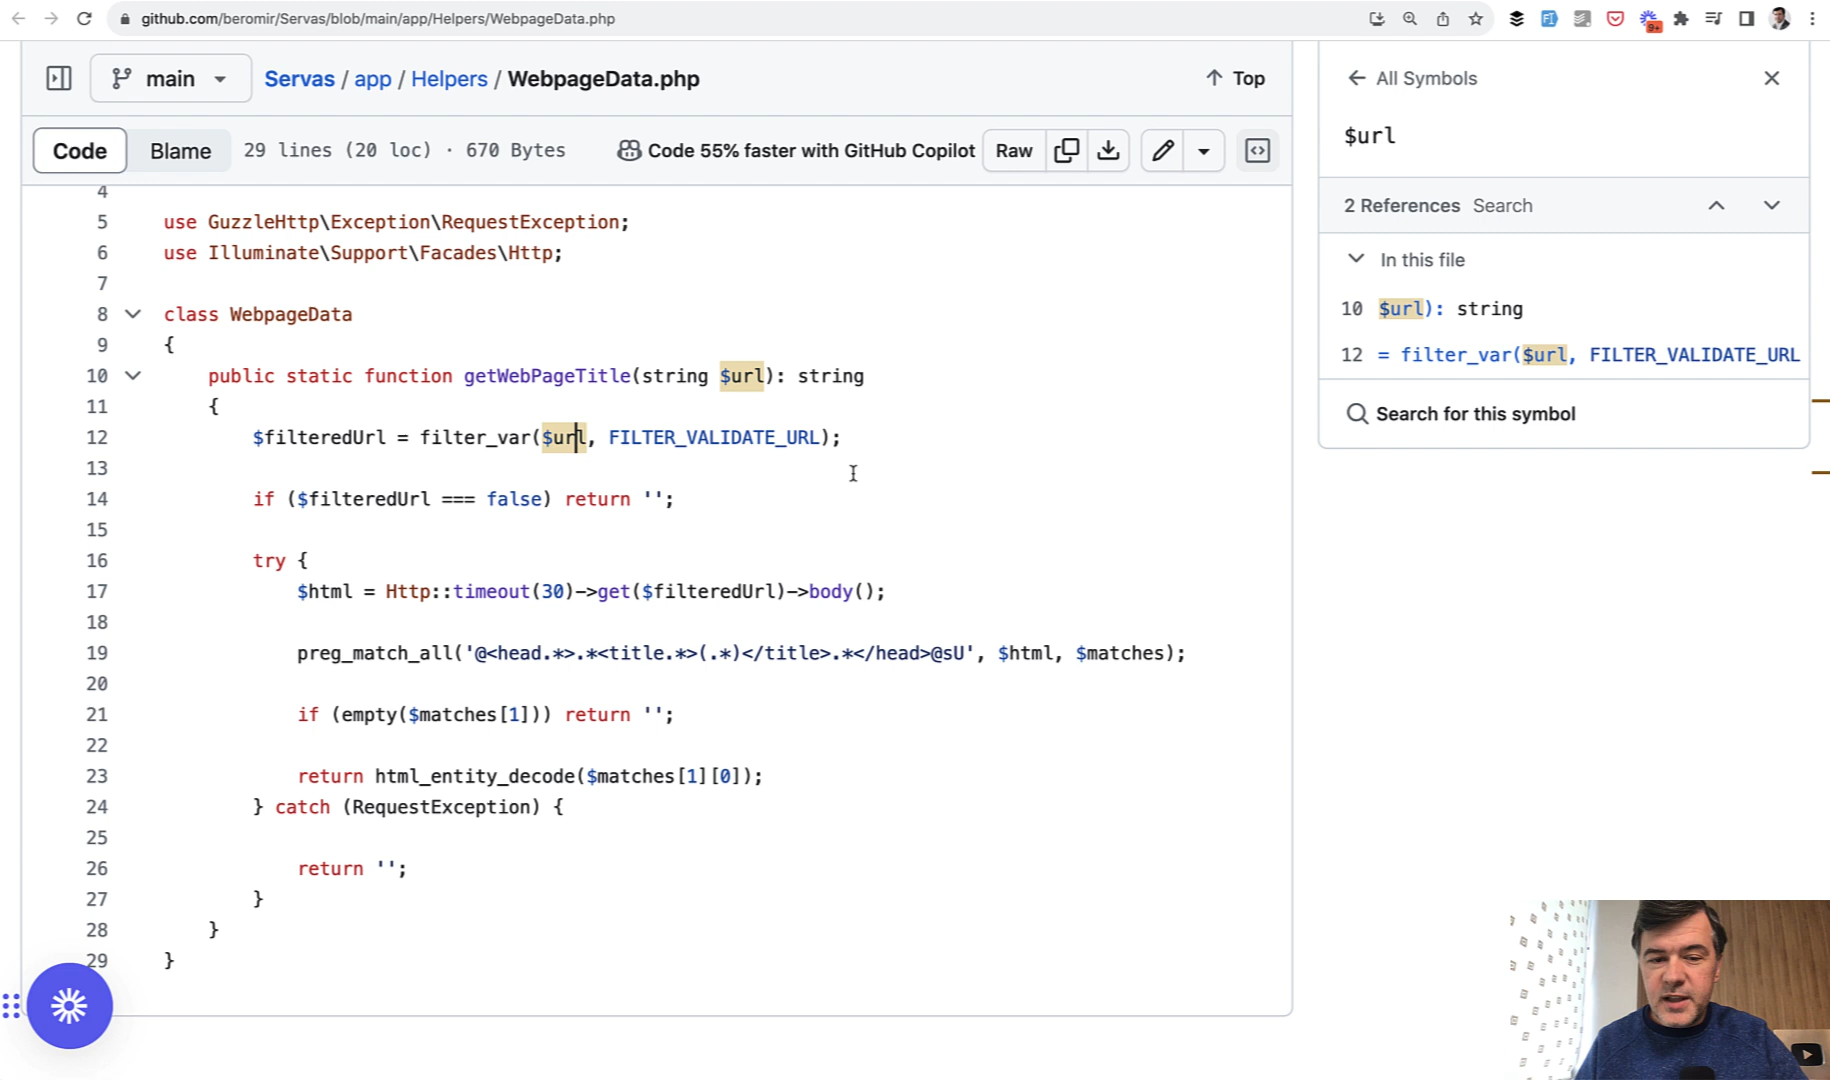 github.com/beromir/Servas/blob/main/app/Helpers/WebpageData.php
9+
main
Servas / app / Helpers / WebpageData.php
Top
Code
Blame
29 lines (20 loc) · 670 Bytes
Code 55% faster with GitHub Copilot
Raw
4
5 use GuzzleHttp\Exception\RequestException;
6 use Illuminate\Support\Facades\Http;
7
8 class WebpageData
9 {
10 public static function getWebPageTitle(string $url): string
11 {
12 $filteredUrl = filter_var($url, FILTER_VALIDATE_URL);
13
14 if ($filteredUrl === false) return '';
15
16 try {
17 $html = Http::timeout(30)->get($filteredUrl)->body();
18
19 preg_match_all('@<head.*>.*<title.*>(.*)</title>.*</head>@sU', $html, $matches);
20
21 if (empty($matches[1])) return '';
22
23 return html_entity_decode($matches[1][0]);
24 } catch (RequestException) {
25
26 return '';
27 }
28 }
29 }
All Symbols
$url
2 References Search
In this file
10 $url): string
12 = filter_var($url, FILTER_VALIDATE_URL
Search for this symbol